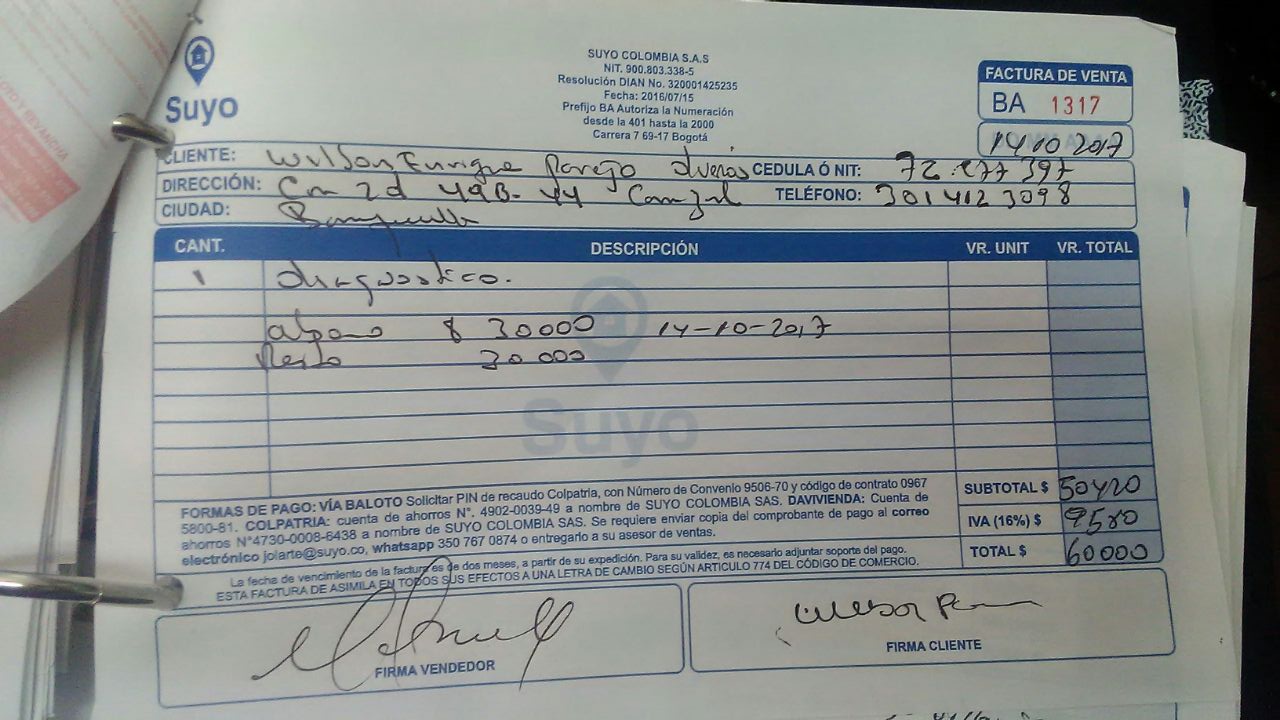 Suyo
SUYO COLOMBIA S.A.S
NIT. 900.803.338-5
Resolución DIAN No. 320001425235
Fecha: 2016/07/15
Prefijo BA Autoriza la Numeración
desde la 401 hasta la 2000
Carrera 7 69-17 Bogotá
FACTURA DE VENTA
BA 1317
14 10 2017
CLIENTE: Wilson Enrique Parejo CEDULA Ó NIT: 72.277397
DIRECCIÓN: 2d 49B-44 TELÉFONO: 301 412 3098
CIUDAD: Barranquilla
CANT. DESCRIPCIÓN VR. UNIT VR. TOTAL
1 diagnostico.
abono $ 30000 14-10-2017
Resto 30 000
Suyo
FORMAS DE PAGO: VÍA BALOTO Solicitar PIN de recaudo Colpatria, con Número de Convenio 9506-70 y código de contrato 0967
5800-81. COLPATRIA: cuenta de ahorros N°. 4902-0039-49 a nombre de SUYO COLOMBIA SAS. DAVIVIENDA: Cuenta de
ahorros N°4730-0008-6438 a nombre de SUYO COLOMBIA SAS. Se requiere enviar copia del comprobante de pago al correo
electrónico jolarte@suyo.co, whatsapp 350 767 0874 o entregarlo a su asesor de ventas.
SUBTOTAL $ 50420
IVA (16%) $ 9580
TOTAL $ 60000
La fecha de vencimiento de la factura es de dos meses, a partir de su expedición. Para su validez, es necesario adjuntar soporte del pago.
ESTA FACTURA DE ASIMILA EN TODOS SUS EFECTOS A UNA LETRA DE CAMBIO SEGÚN ARTICULO 774 DEL CÓDIGO DE COMERCIO.
FIRMA VENDEDOR
FIRMA CLIENTE